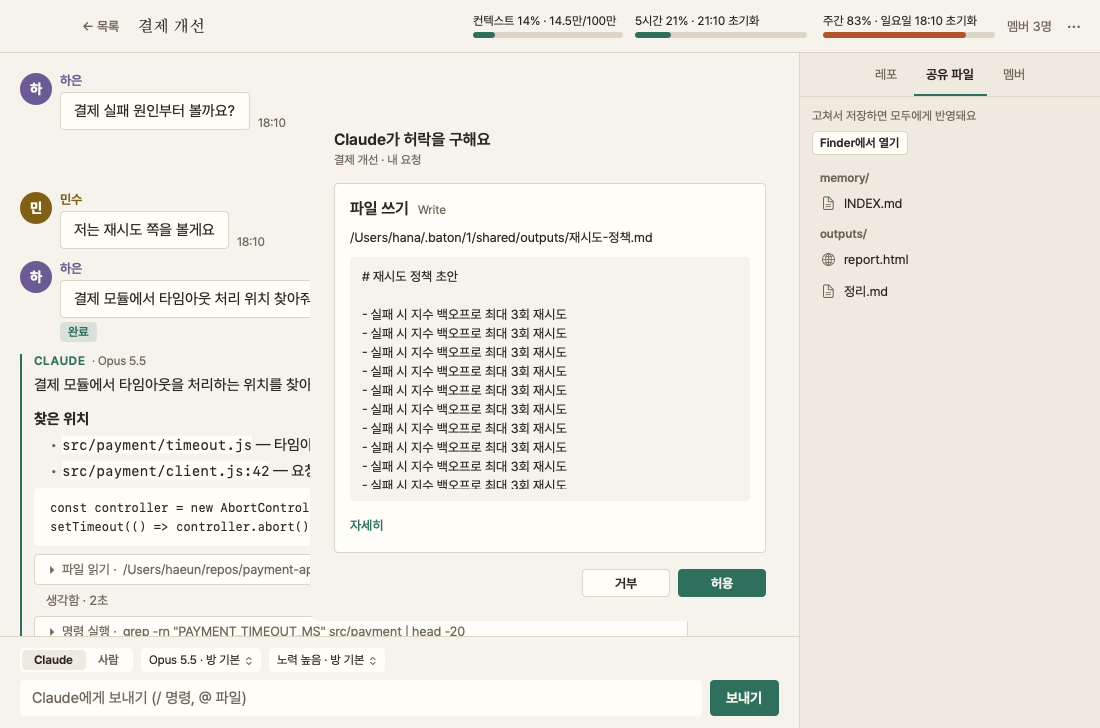 ← 목록 결제 개선
컨텍스트 14% · 14.5만/100만
5시간 21% · 21:10 초기화
주간 83% · 일요일 18:10 초기화
멤버 3명 ···
하 하은
결제 실패 원인부터 볼까요?
18:10
민 민수
저는 재시도 쪽을 볼게요
18:10
하 하은
결제 모듈에서 타임아웃 처리 위치 찾아줘
완료
CLAUDE · Opus 5.5
결제 모듈에서 타임아웃을 처리하는 위치를 찾아
찾은 위치
• src/payment/timeout.js — 타임아
• src/payment/client.js:42 — 요청
const controller = new AbortControl
setTimeout(() => controller.abort()
파일 읽기 · /Users/haeun/repos/payment-ap
생각함 · 2초
명령 실행 · grep -rn "PAYMENT_TIMEOUT_MS" src/payment | head -20
Claude가 허락을 구해요
결제 개선 · 내 요청
파일 쓰기 Write
/Users/hana/.baton/1/shared/outputs/재시도-정책.md
# 재시도 정책 초안
- 실패 시 지수 백오프로 최대 3회 재시도
- 실패 시 지수 백오프로 최대 3회 재시도
- 실패 시 지수 백오프로 최대 3회 재시도
- 실패 시 지수 백오프로 최대 3회 재시도
- 실패 시 지수 백오프로 최대 3회 재시도
- 실패 시 지수 백오프로 최대 3회 재시도
- 실패 시 지수 백오프로 최대 3회 재시도
- 실패 시 지수 백오프로 최대 3회 재시도
- 실패 시 지수 백오프로 최대 3회 재시도
- 실패 시 지수 백오프로 최대 3회 재시도
자세히
거부 허용
Claude 사람 Opus 5.5 · 방 기본 노력 높음 · 방 기본
Claude에게 보내기 (/ 명령, @ 파일)
보내기
레포 공유 파일 멤버
고쳐서 저장하면 모두에게 반영돼요
Finder에서 열기
memory/
INDEX.md
outputs/
report.html
정리.md